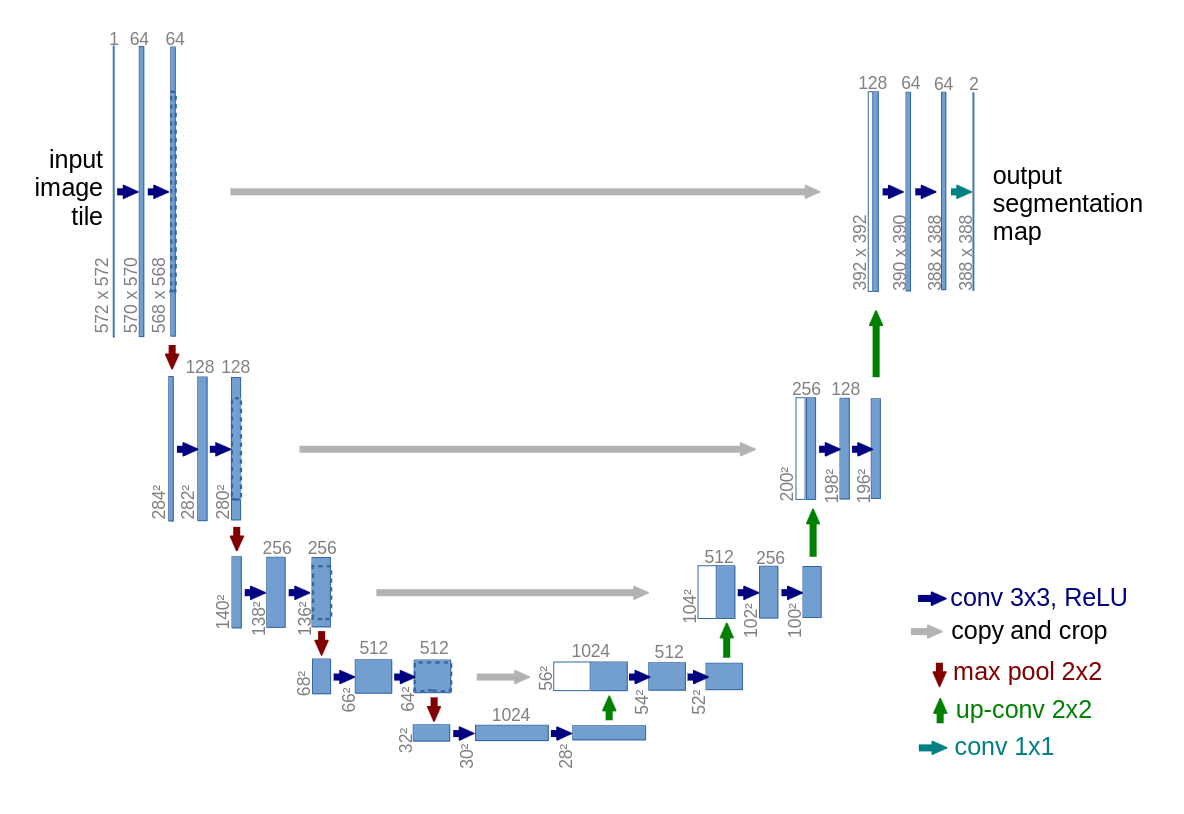 1 64 64
128 64 64 2
input
image
tile
output
segmentation
map
572 x 572
570 x 570
568 x 568
392 x 392
390 x 390
388 x 388
388 x 388
128 128
256 128
284²
282²
280²
200²
198²
196²
256 256
512 256
140²
138²
136²
104²
102²
100²
512 512
1024 512
68²
66²
64²
56²
54²
52²
1024
32²
30²
28²
conv 3x3, ReLU
copy and crop
max pool 2x2
up-conv 2x2
conv 1x1